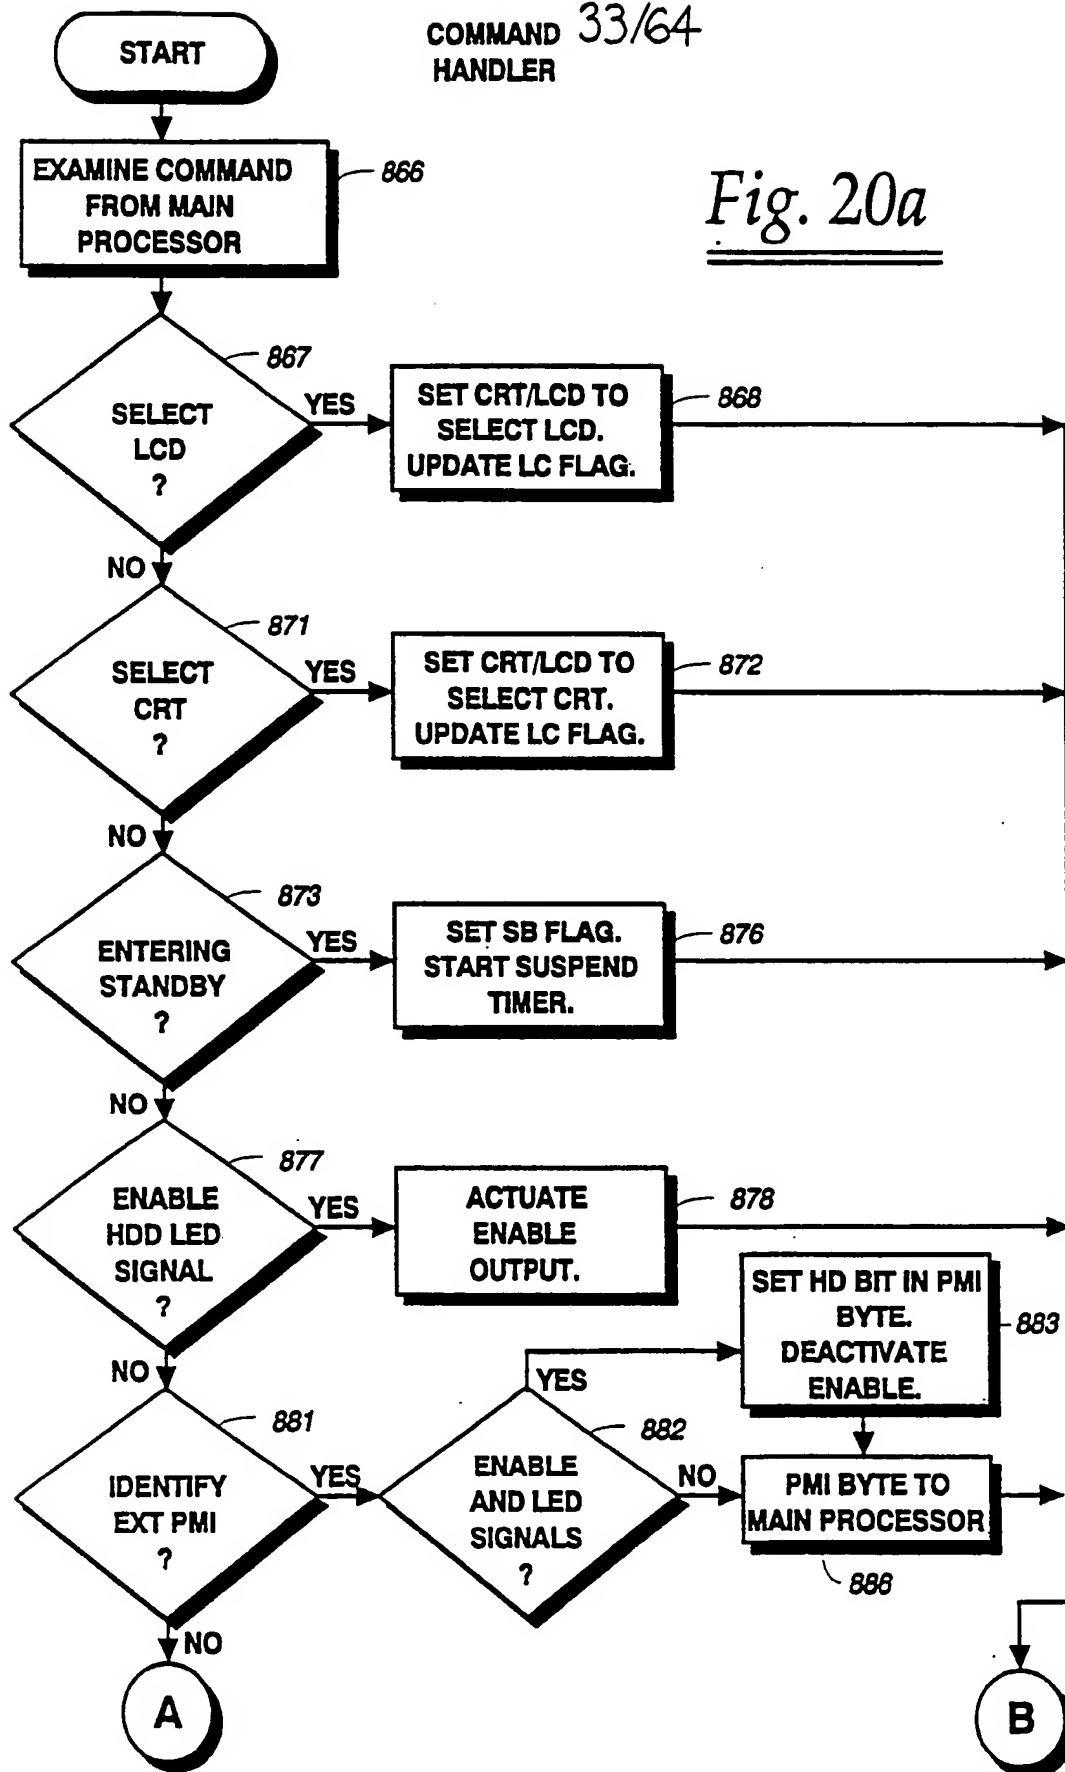 START
COMMAND 33/64
HANDLER
EXAMINE COMMAND
FROM MAIN
PROCESSOR
866
Fig. 20a
867
SELECT
LCD
?
YES
SET CRT/LCD TO
SELECT LCD.
UPDATE LC FLAG.
868
NO
871
SELECT
CRT
?
YES
SET CRT/LCD TO
SELECT CRT.
UPDATE LC FLAG.
872
NO
873
ENTERING
STANDBY
?
YES
SET SB FLAG.
START SUSPEND
TIMER.
876
NO
877
ENABLE
HDD LED
SIGNAL
?
YES
ACTUATE
ENABLE
OUTPUT.
878
SET HD BIT IN PMI
BYTE.
DEACTIVATE
ENABLE.
883
NO
881
IDENTIFY
EXT PMI
?
YES
YES
882
ENABLE
AND LED
SIGNALS
?
NO
PMI BYTE TO
MAIN PROCESSOR
888
NO
A
B